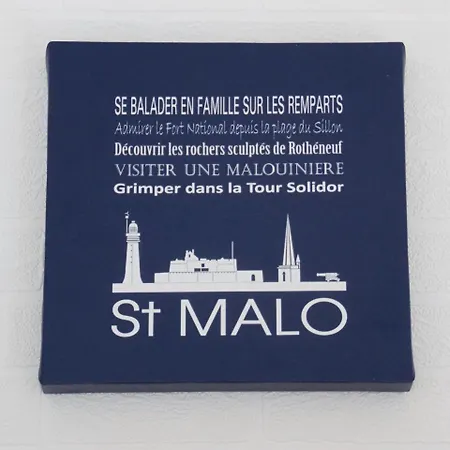 SE BALADER EN FAMILLE SUR LES REMPARTS
Admirer le Fort National depuis la plage du Sillon
Découvrir les rochers sculptés de Rothéneuf
VISITER UNE MALOUINIERE
Grimper dans la Tour Solidor
St MALO